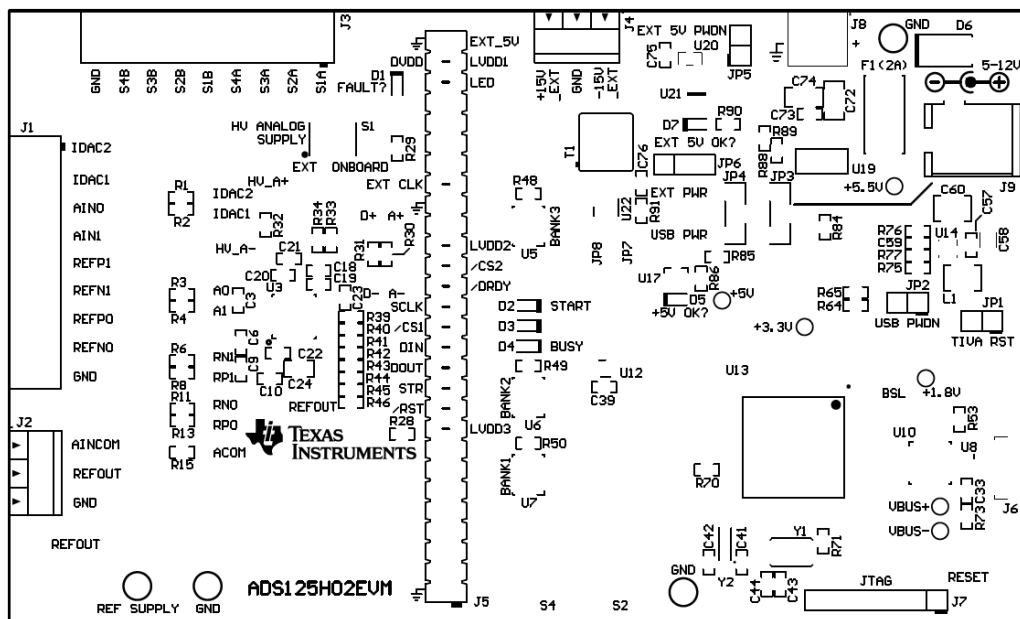 J3
GND
S4B
S3B
S2B
S1B
S4A
S3A
S2A
S1A
D1
FAULT?
DVDD
EXT_5V
LVDD1
LED
J4
+15V
_EXT
GND
-15V
_EXT
EXT 5V PWDN
C75
U20
JP5
J8
+
GND
D6
F1(2A)
5-12V
U21
C74
C73
C72
J1
IDAC2
IDAC1
AIN0
AIN1
REFP1
REFN1
REFP0
REFN0
GND
HV ANALOG
SUPPLY
EXT
S1
ONBOARD
R29
T1
D7
R90
EXT 5V OK?
R89
R88
C76
JP6
JP3
JP4
U19
+5.5V
J9
EXT PWR
USB PWR
R91
U22
R1
R2
HV_A+
IDAC2
IDAC1
R32
R34
R33
D+
A+
HV_A-
R31
R30
EXT CLK
R48
BANK3
U5
JP8
JP7
R84
R85
C60
C57
C58
U14
R76
C59
R77
R75
L1
C21
C20
U3
C18
C19
LVDD2
/CS2
/DRDY
U17
R86
D5
+5V
+5V OK?
R3
R4
A0
A1
C3
D-
A-
C23
SCLK
R39
R40
/CS1
R41
R42
DIN
R43
R44
DOUT
R45
STR
R46
/RST
D2
START
D3
D4
BUSY
+3.3V
R65
R64
JP2
USB PWDN
JP1
TIVA RST
R6
R8
C6
RN1
C9
RP1
C10
C22
C24
R49
BANK2
U6
U12
C39
U13
BSL
+1.8V
R11
R13
RN0
RP0
REFOUT
R28
LVDD3
R50
J2
AINCOM
REFOUT
GND
R15
ACOM
TEXAS
INSTRUMENTS
BANK1
U7
R70
R53
U10
U8
C33
R73
J6
VBUS+
VBUS-
REFOUT
REF SUPPLY
GND
ADS125H02EVM
J5
S4
S2
GND
C42
C41
Y2
Y1
R71
C44
C43
JTAG
RESET
J7